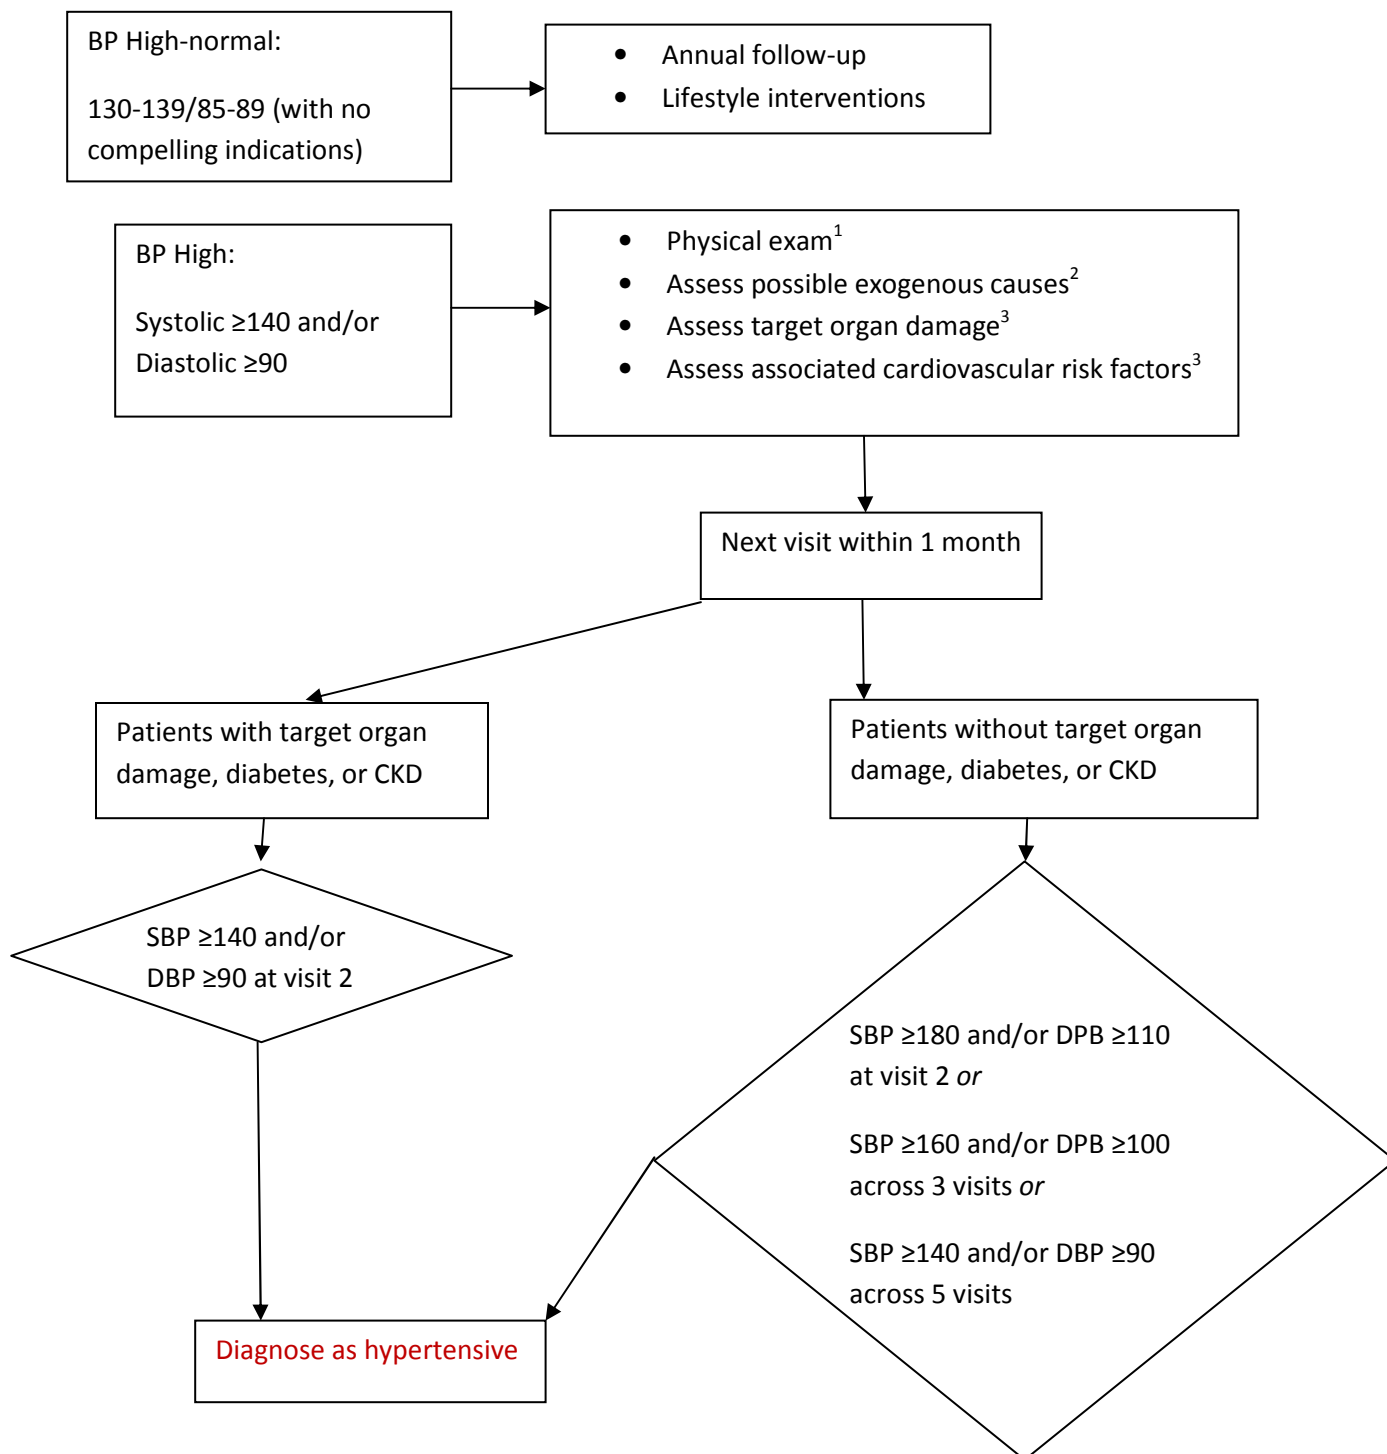 BP High-normal:
130-139/85-89 (with no
compelling indications)
• Annual follow-up
• Lifestyle interventions
BP High:
Systolic ≥140 and/or
Diastolic ≥90
• Physical exam¹
• Assess possible exogenous causes²
• Assess target organ damage³
• Assess associated cardiovascular risk factors³
Next visit within 1 month
Patients with target organ
damage, diabetes, or CKD
Patients without target organ
damage, diabetes, or CKD
SBP ≥140 and/or
DBP ≥90 at visit 2
SBP ≥180 and/or DPB ≥110
at visit 2 or
SBP ≥160 and/or DPB ≥100
across 3 visits or
SBP ≥140 and/or DBP ≥90
across 5 visits
Diagnose as hypertensive